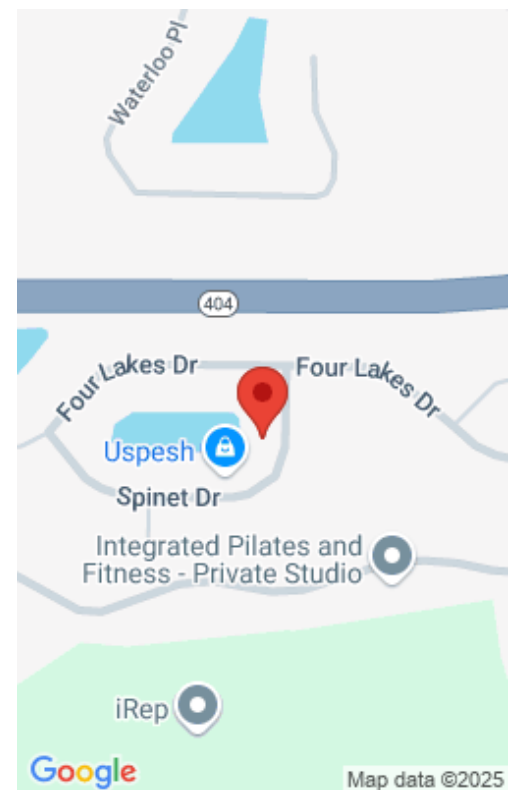 Waterloo Pl
404
Four Lakes Dr
Four Lakes Dr
Uspesh
Spinet Dr
Integrated Pilates and
Fitness - Private Studio
iRep
Google
Map data ©2025